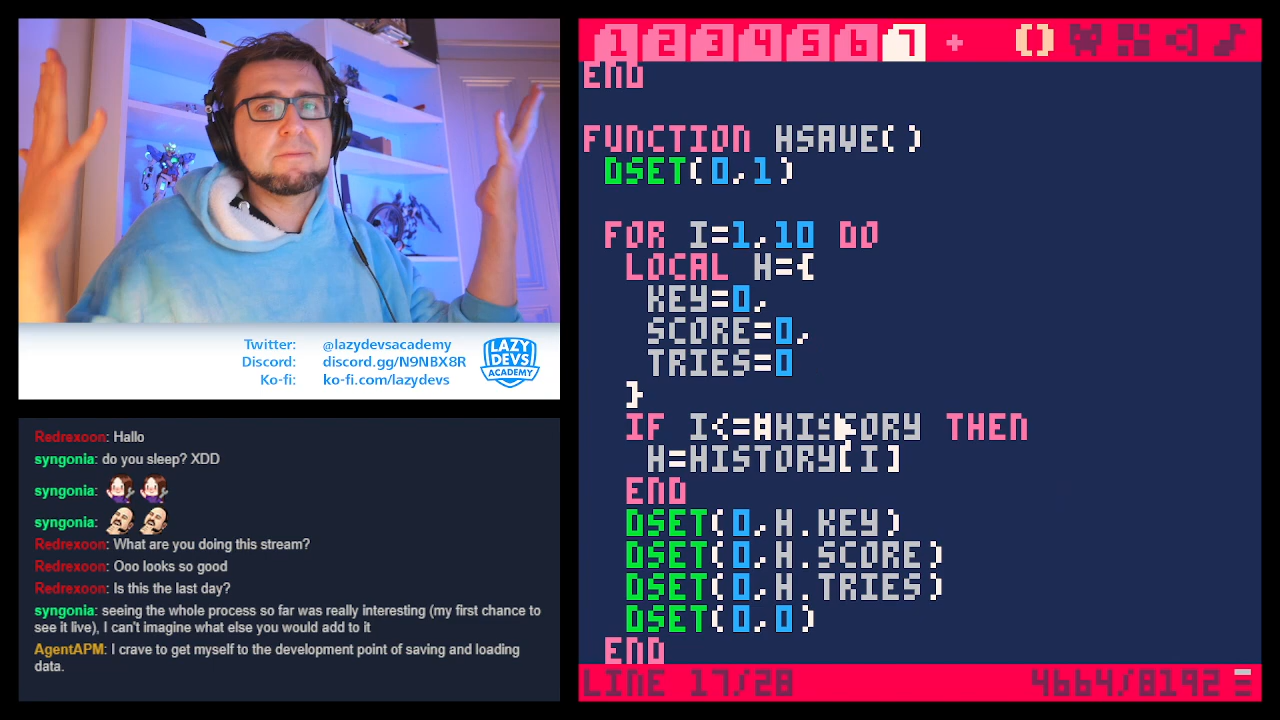 Twitter: @lazydevsacademy
Discord: discord.gg/N9NBX8R
Ko-fi: ko-fi.com/lazydevs
LAZY
DEVS
ACADEMY
Redrexoon: Hallo
syngonia: do you sleep? XDD
syngonia:
syngonia:
Redrexoon: What are you doing this stream?
Redrexoon: Ooo looks so good
Redrexoon: Is this the last day?
syngonia: seeing the whole process so far was really interesting (my first chance to
see it live), I can't imagine what else you would add to it
AgentAPM: I crave to get myself to the development point of saving and loading
data.
1 2 3 4 5 6 7 +
END
FUNCTION HSAVE()
DSET(0,1)
FOR I=1,10 DO
LOCAL H={
KEY=0,
SCORE=0,
TRIES=0
}
IF I<=#HISTORY THEN
H=HISTORY[I]
END
DSET(0,H.KEY)
DSET(0,H.SCORE)
DSET(0,H.TRIES)
DSET(0,0)
END
LINE 17/28 4664/8192